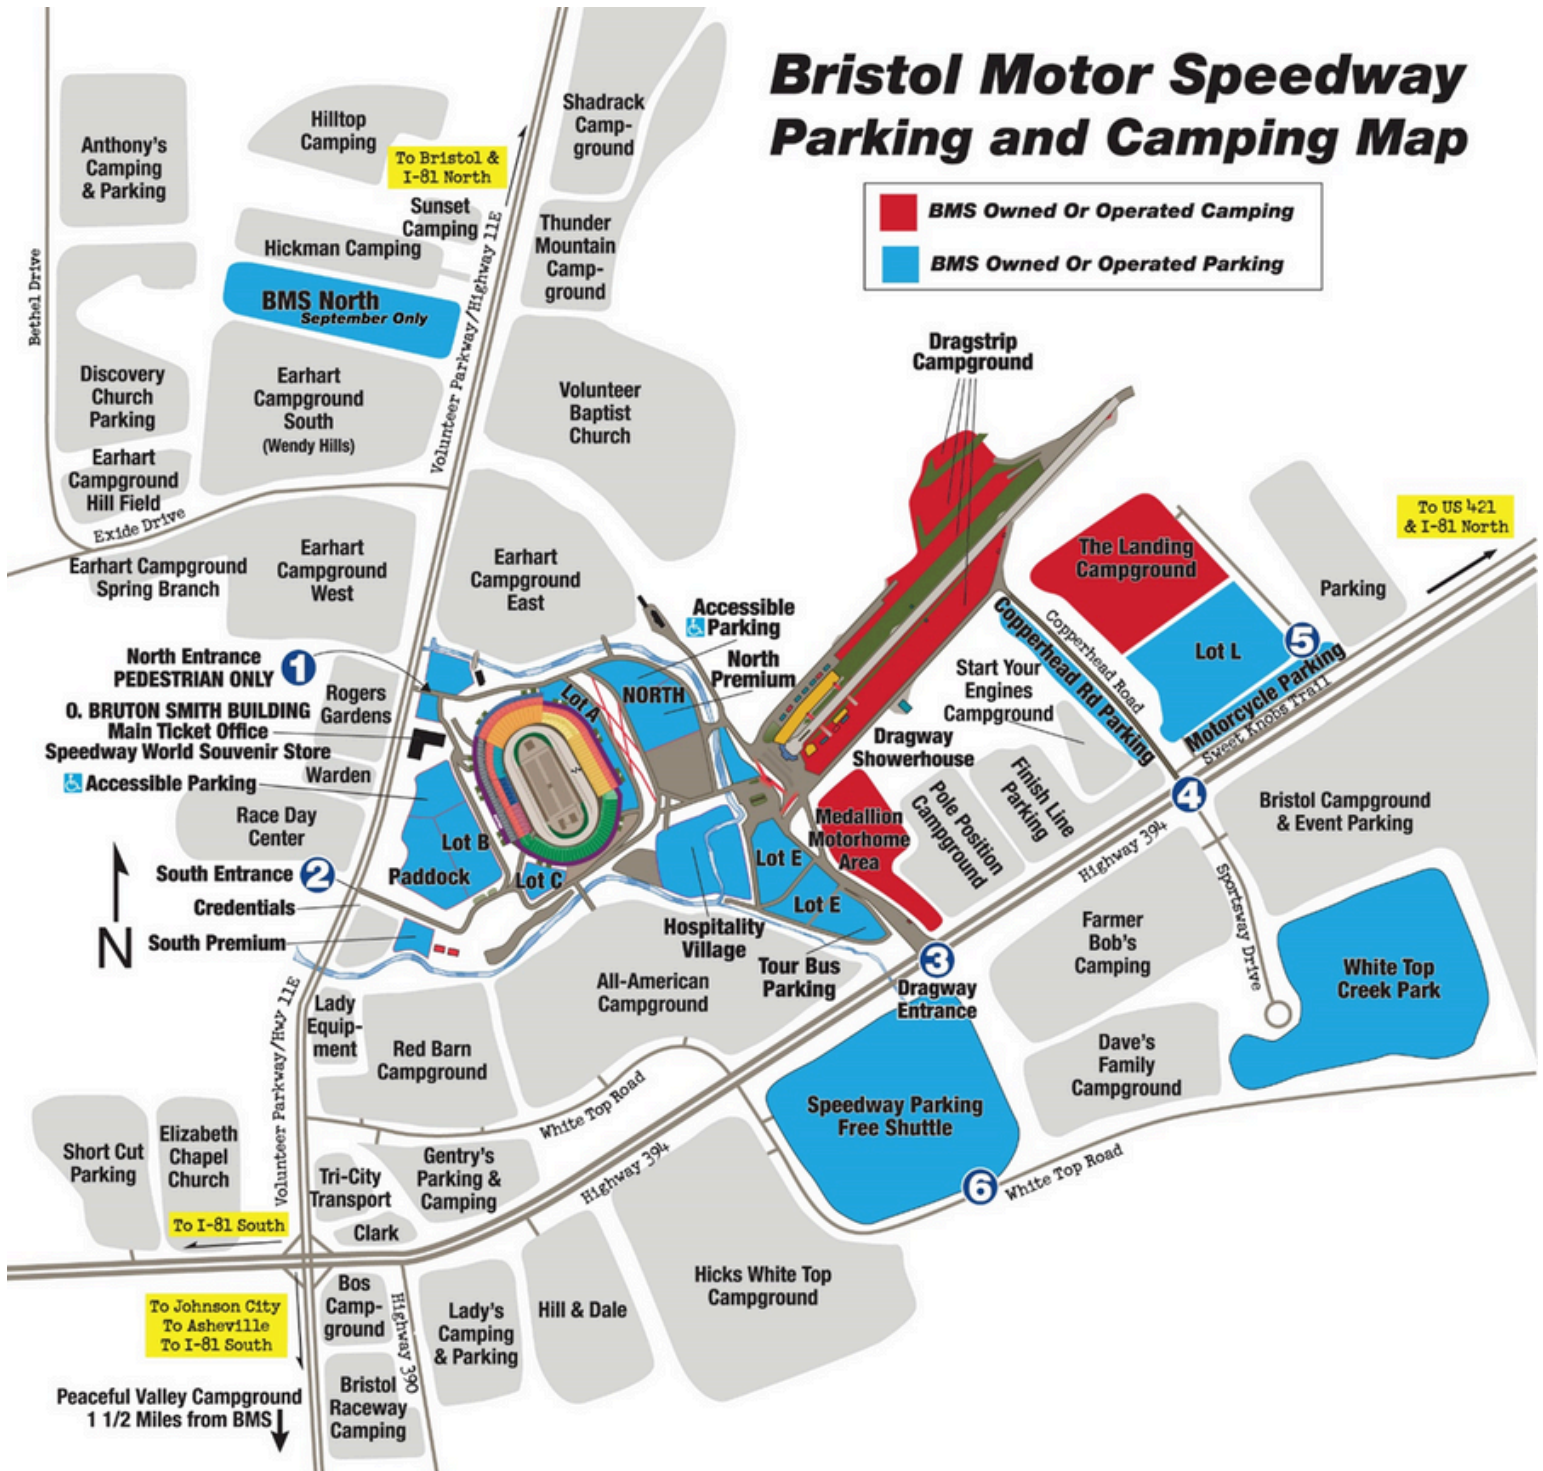 Bristol Motor Speedway
Parking and Camping Map
BMS Owned Or Operated Camping
BMS Owned Or Operated Parking
Anthony's
Camping
& Parking
Hilltop
Camping
To Bristol &
I-81 North
Shadrack
Camp-
ground
Sunset
Camping
Hickman Camping
Thunder
Mountain
Camp-
ground
BMS North
September Only
Bethel Drive
Volunteer Parkway/Highway 11E
Discovery
Church
Parking
Earhart
Campground
South
(Wendy Hills)
Volunteer
Baptist
Church
Dragstrip
Campground
Earhart
Campground
Hill Field
Exide Drive
Earhart Campground
Spring Branch
Earhart
Campground
West
Earhart
Campground
East
The Landing
Campground
To US 421
& I-81 North
Parking
Accessible
Parking
North
Premium
NORTH
Copperhead Road
Copperhead Rd Parking
Lot L
5
Motorcycle Parking
Sweet Knobs Trail
North Entrance
PEDESTRIAN ONLY
1
Rogers
Gardens
O. BRUTON SMITH BUILDING
Main Ticket Office
Speedway World Souvenir Store
Accessible Parking
Warden
Race Day
Center
Lot A
Lot B
Paddock
Lot C
Start Your
Engines
Campground
Dragway
Showerhouse
Finish Line
Parking
Pole Position
Campground
Medallion
Motorhome
Area
4
Highway 394
Bristol Campground
& Event Parking
South Entrance
2
Credentials
South Premium
N
Lot E
Lot E
Hospitality
Village
Tour Bus
Parking
3
Dragway
Entrance
Farmer
Bob's
Camping
Sportsway Drive
White Top
Creek Park
All-American
Campground
Lady
Equip-
ment
Red Barn
Campground
Volunteer Parkway/Hwy 11E
Dave's
Family
Campground
Speedway Parking
Free Shuttle
6
White Top Road
White Top Road
Short Cut
Parking
Elizabeth
Chapel
Church
Tri-City
Transport
Gentry's
Parking &
Camping
Highway 394
Clark
To I-81 South
Bos
Camp-
ground
Highway 390
Lady's
Camping
& Parking
Hill & Dale
Hicks White Top
Campground
To Johnson City
To Asheville
To I-81 South
Peaceful Valley Campground
1 1/2 Miles from BMS
Bristol
Raceway
Camping